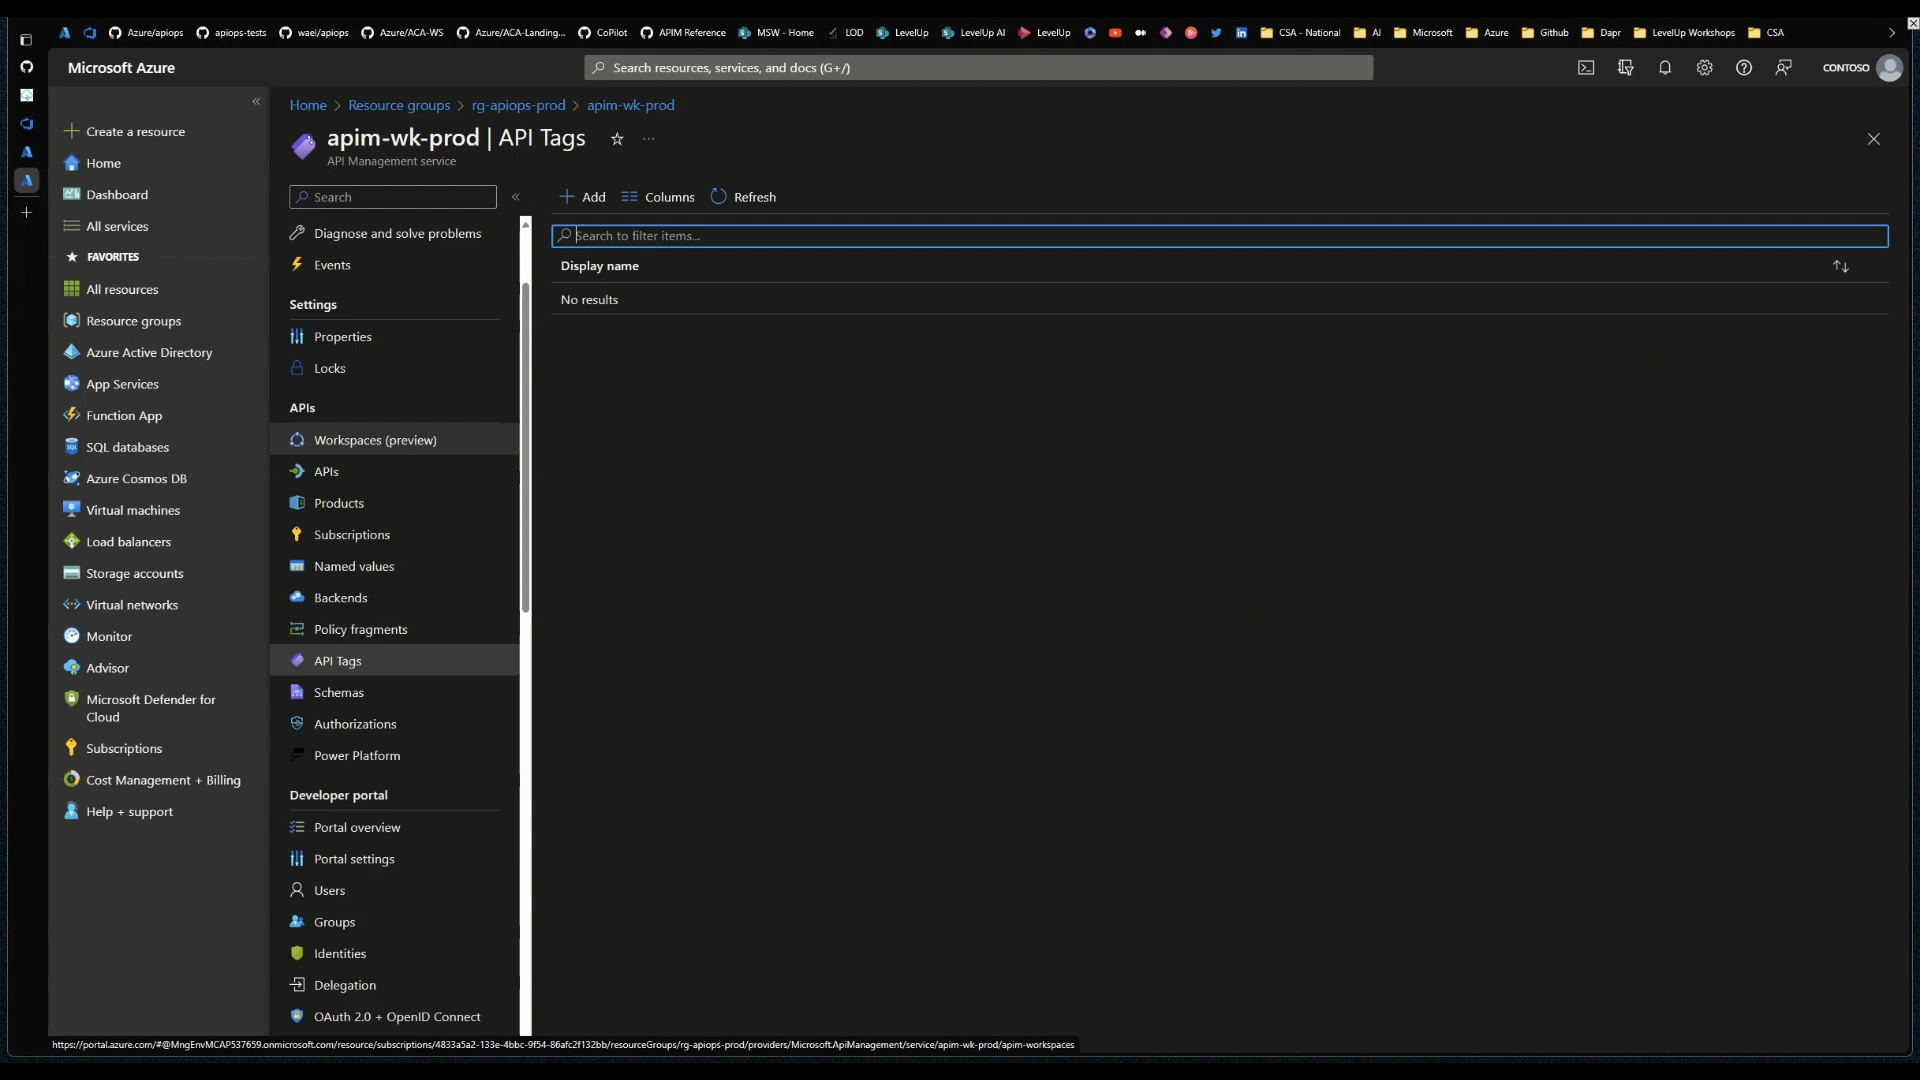 Azure/apiops
apiops-tests
wael/apiops
Azure/ACA-WS
Azure/ACA-Landing...
CoPilot
APIM Reference
MSW - Home
LOD
LevelUp
LevelUp AI
LevelUp
CSA - National
AI
Microsoft
Azure
Github
Dapr
LevelUp Workshops
CSA
Microsoft Azure
Search resources, services, and docs (G+/)
CONTOSO
Create a resource
Home
Dashboard
All services
FAVORITES
All resources
Resource groups
Azure Active Directory
App Services
Function App
SQL databases
Azure Cosmos DB
Virtual machines
Load balancers
Storage accounts
Virtual networks
Monitor
Advisor
Microsoft Defender for
Cloud
Subscriptions
Cost Management + Billing
Help + support
Home > Resource groups > rg-apiops-prod > apim-wk-prod
apim-wk-prod | API Tags
API Management service
Search
Diagnose and solve problems
Events
Settings
Properties
Locks
APIs
Workspaces (preview)
APIs
Products
Subscriptions
Named values
Backends
Policy fragments
API Tags
Schemas
Authorizations
Power Platform
Developer portal
Portal overview
Portal settings
Users
Groups
Identities
Delegation
OAuth 2.0 + OpenID Connect
Add
Columns
Refresh
Search to filter items...
Display name
No results
https://portal.azure.com/#@MngEnvMCAP537659.onmicrosoft.com/resource/subscriptions/4833a5a2-133e-4bbc-9f54-86afc2f132bb/resourceGroups/rg-apiops-prod/providers/Microsoft.ApiManagement/service/apim-wk-prod/apim-workspaces